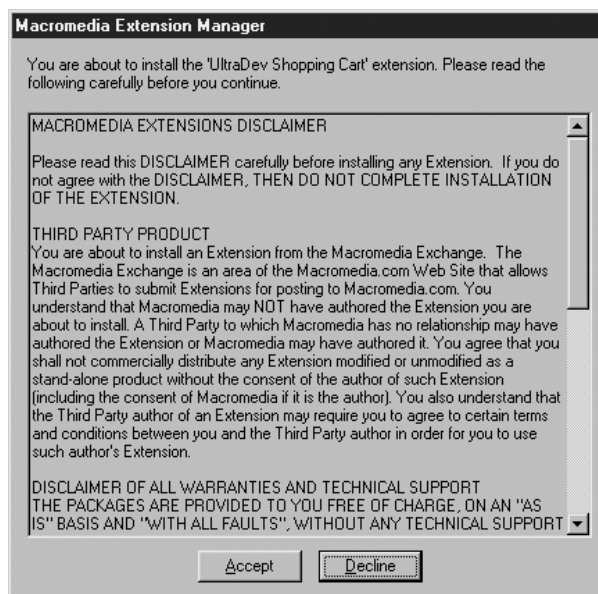 Macromedia Extension Manager
You are about to install the 'UltraDev Shopping Cart' extension. Please read the
following carefully before you continue.
MACROMEDIA EXTENSIONS DISCLAIMER
Please read this DISCLAIMER carefully before installing any Extension.  If you do
not agree with the DISCLAIMER, THEN DO NOT COMPLETE INSTALLATION
OF THE EXTENSION.
THIRD PARTY PRODUCT
You are about to install an Extension from the Macromedia Exchange.  The
Macromedia Exchange is an area of the Macromedia.com Web Site that allows
Third Parties to submit Extensions for posting to Macromedia.com. You
understand that Macromedia may NOT have authored the Extension you are
about to install. A Third Party to which Macromedia has no relationship may have
authored the Extension or Macromedia may have authored it. You agree that you
shall not commercially distribute any Extension modified or unmodified as a
stand-alone product without the consent of the author of such Extension
(including the consent of Macromedia if it is the author). You also understand that
the Third Party author of an Extension may require you to agree to certain terms
and conditions between you and the Third Party author in order for you to use
such author's Extension.
DISCLAIMER OF ALL WARRANTIES AND TECHNICAL SUPPORT
THE PACKAGES ARE PROVIDED TO YOU FREE OF CHARGE, ON AN "AS
IS" BASIS AND "WITH ALL FAULTS", WITHOUT ANY TECHNICAL SUPPORT
Accept
Decline